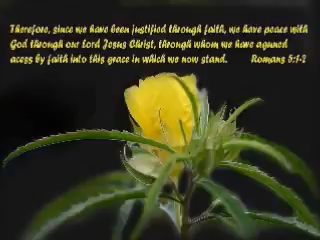 Therefore, since we have been justified through faith, we have peace with
God through our Lord Jesus Christ, through whom we have agnned
acess by faith into this grace in which we now stand. Romans 5:1-2